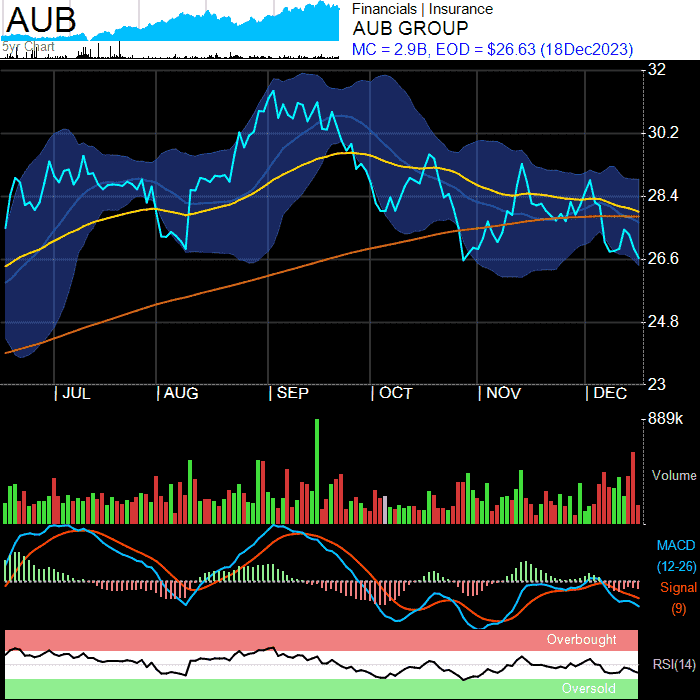 AUB
5yr Chart
Financials | Insurance
AUB GROUP
MC = 2.9B, EOD = $26.63 (18Dec2023)
32
30.2
28.4
26.6
24.8
23
| JUL | AUG | SEP | OCT | NOV | DEC
889k
Volume
MACD
(12-26)
Signal
(9)
Overbought
RSI(14)
Oversold